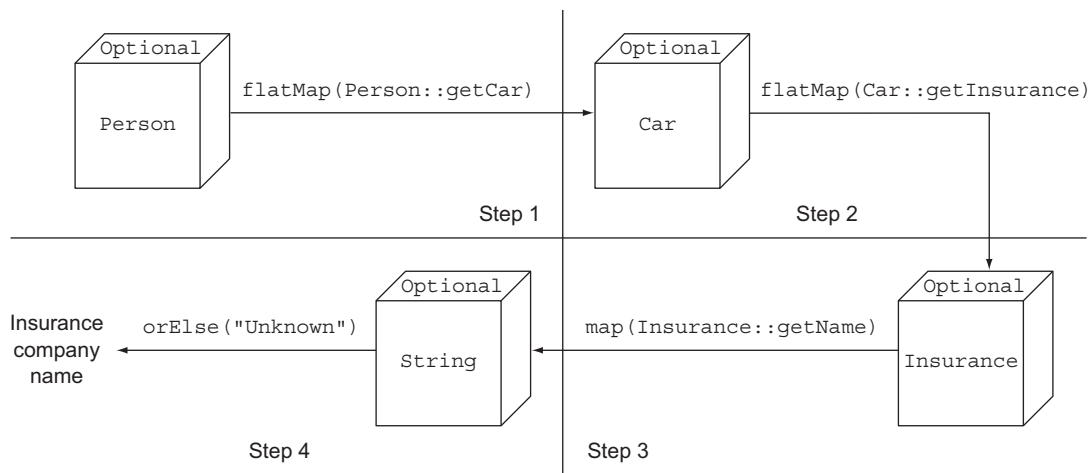 Optional
Person
flatMap(Person::getCar)
Step 1
Optional
Car
flatMap(Car::getInsurance)
Step 2
Optional
Insurance
map(Insurance::getName)
Step 3
Optional
String
orElse("Unknown")
Step 4
Insurance
company
name